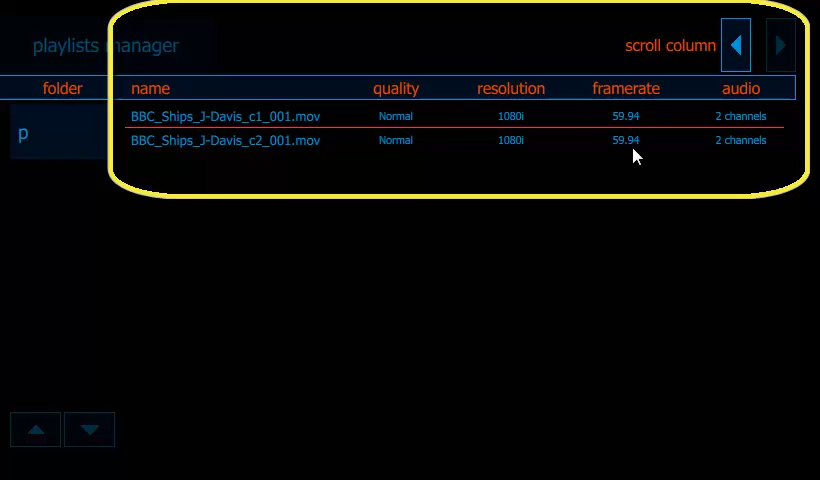 playlists manager
scroll column
folder name quality resolution framerate audio
BBC_Ships_J-Davis_c1_001.mov Normal 1080i 59.94 2 channels
p
BBC_Ships_J-Davis_c2_001.mov Normal 1080i 59.94 2 channels